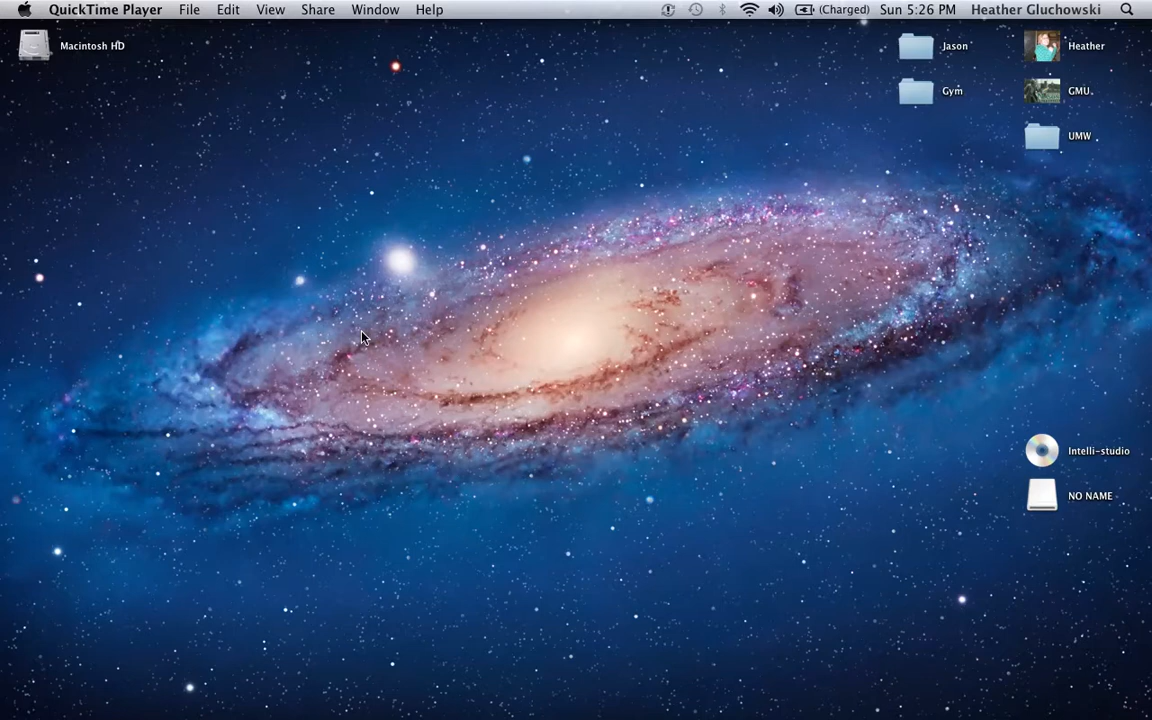 QuickTime Player File Edit View Share Window Help (Charged) Sun 5:26 PM Heather Gluchowski
Macintosh HD
Jason
Heather
Gym
GMU
UMW
Intelli-studio
NO NAME